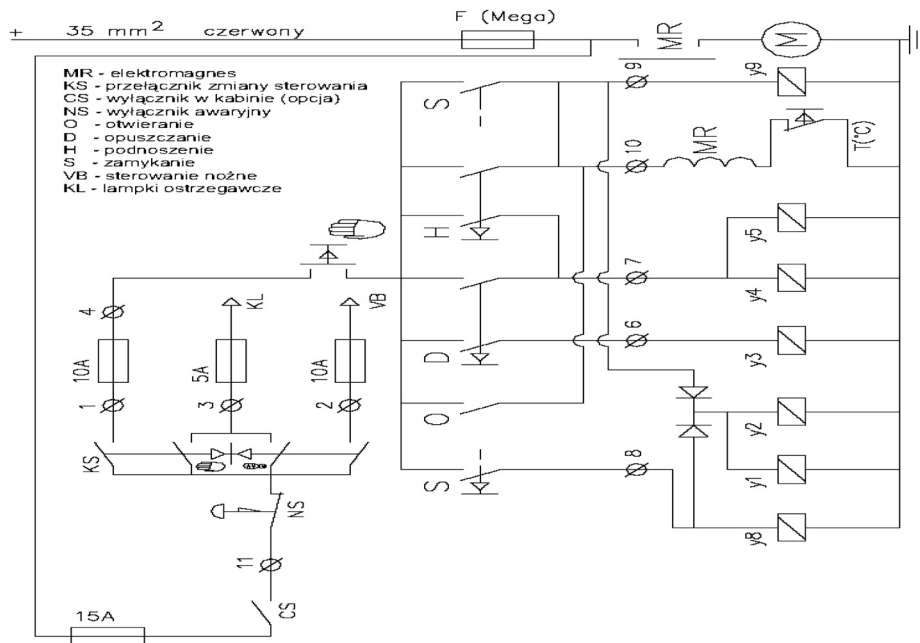 F (Mega)
+ 35 mm² czerwony
MR
M
MR - elektromagnes
KS - przełącznik zmiany sterowania
CS - wyłącznik w kabinie (opcja)
NS - wyłącznik awaryjny
O - otwieranie
D - opuszczanie
H - podnoszenie
S - zamykanie
VB - sterowanie nożne
KL - lampki ostrzegawcze
S
9
y9
10
MR
T(°C)
H
y5
4
KL
VB
7
y4
10A
5A
10A
D
6
y3
1
3
2
O
y2
KS
S
8
y1
NS
y8
11
CS
15A